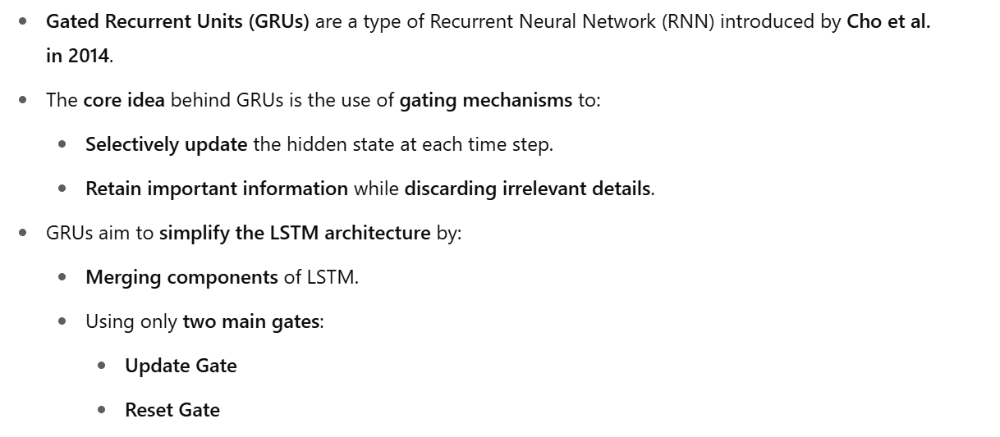 • Gated Recurrent Units (GRUs) are a type of Recurrent Neural Network (RNN) introduced by Cho et al.
in 2014.
• The core idea behind GRUs is the use of gating mechanisms to:
• Selectively update the hidden state at each time step.
• Retain important information while discarding irrelevant details.
• GRUs aim to simplify the LSTM architecture by:
• Merging components of LSTM.
• Using only two main gates:
• Update Gate
• Reset Gate